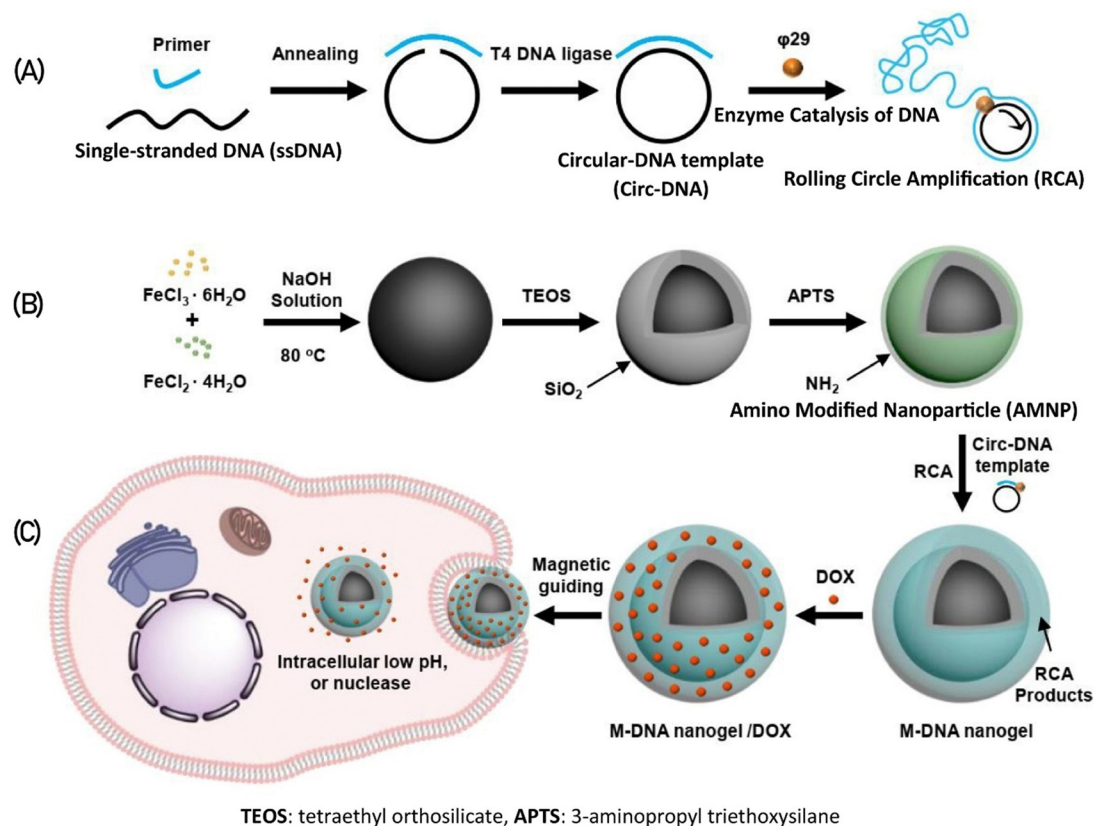 (A)
Primer
Single-stranded DNA (ssDNA)
Annealing
T4 DNA ligase
Circular-DNA template
(Circ-DNA)
φ29
Enzyme Catalysis of DNA
Rolling Circle Amplification (RCA)
(B)
FeCl₃ · 6H₂O
+
FeCl₂ · 4H₂O
NaOH
Solution
80 °C
TEOS
SiO₂
APTS
NH₂
Amino Modified Nanoparticle (AMNP)
RCA
Circ-DNA
template
(C)
Intracellular low pH,
or nuclease
Magnetic
guiding
M-DNA nanogel /DOX
DOX
RCA
Products
M-DNA nanogel
TEOS: tetraethyl orthosilicate, APTS: 3-aminopropyl triethoxysilane